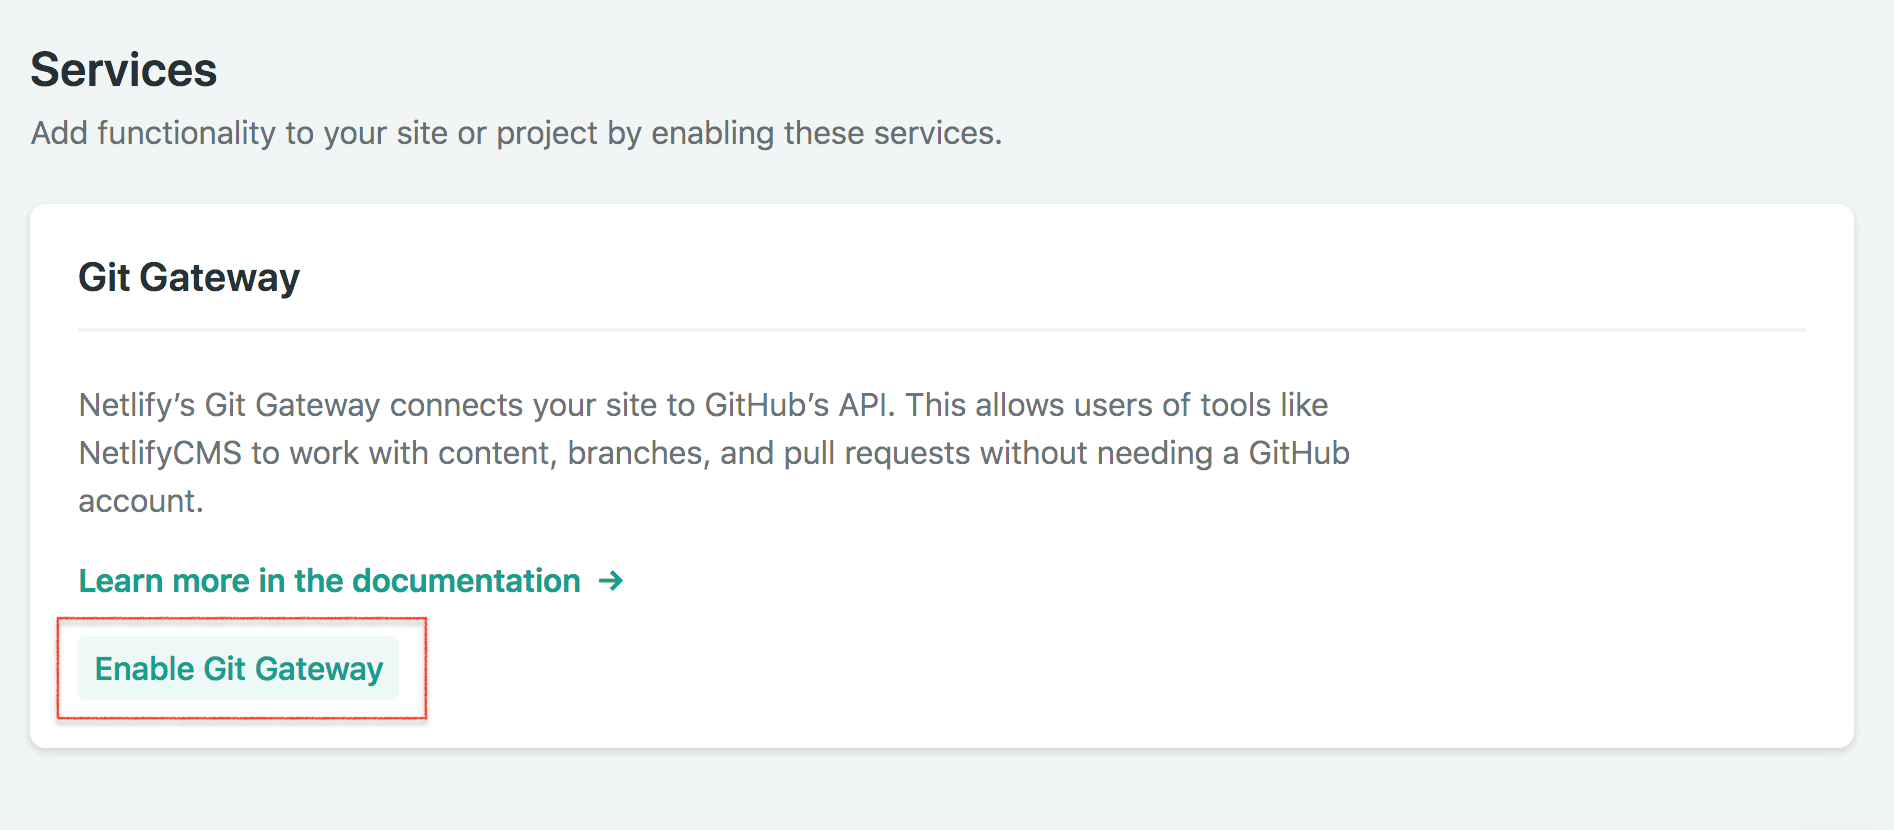 Services
Add functionality to your site or project by enabling these services.
Git Gateway
Netlify’s Git Gateway connects your site to GitHub’s API. This allows users of tools like
NetlifyCMS to work with content, branches, and pull requests without needing a GitHub
account.
Learn more in the documentation →
Enable Git Gateway